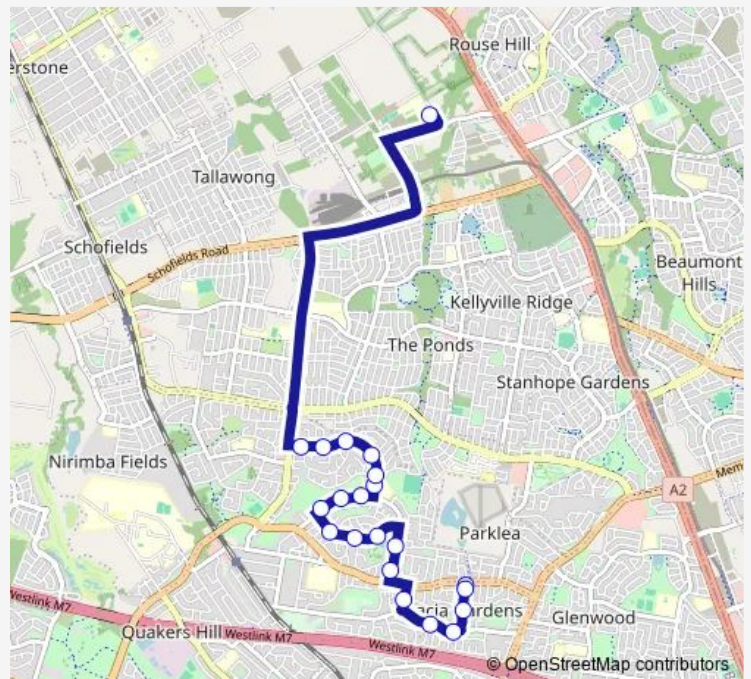 Rouse Hill
erstone
Tallawong
Schofields
Schofields Road
Beaumont
Hills
Kellyville Ridge
The Ponds
Stanhope Gardens
Nirimba Fields
Mem
A2
Parklea
Westlink M7
acia
rdens
Glenwood
Quakers Hill
Westlink M7
Westlink M7
© OpenStreetMap contributors